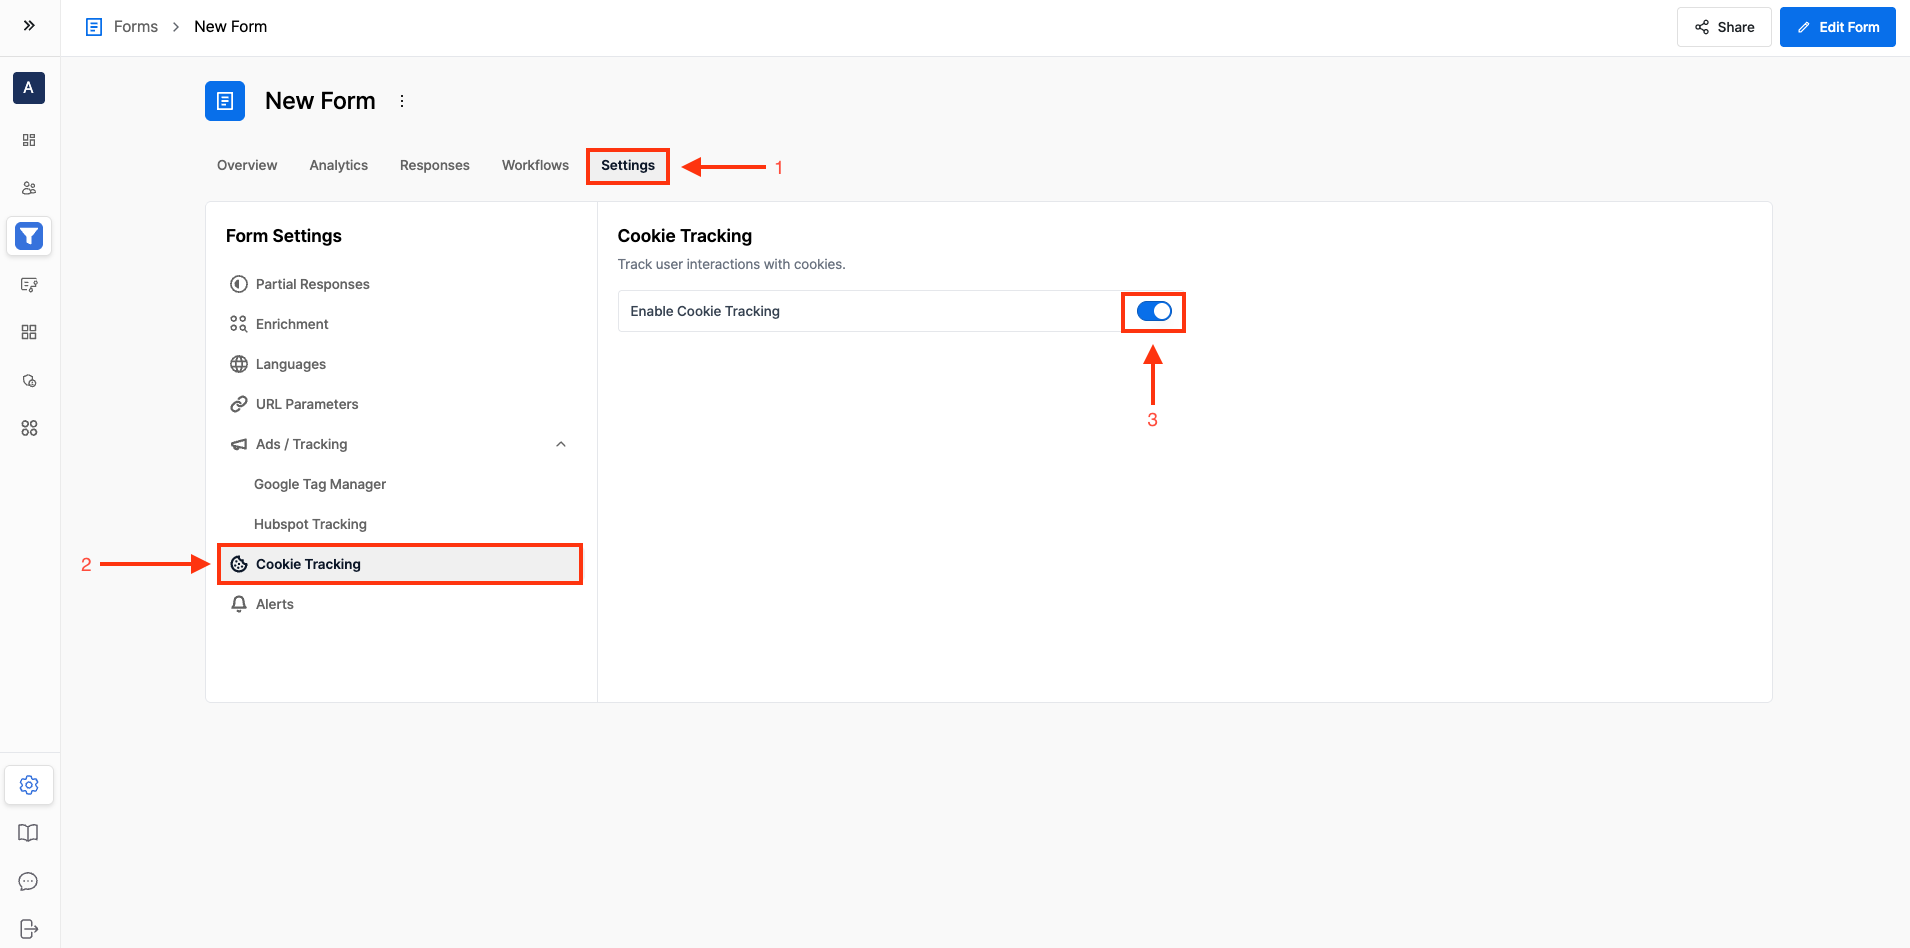 Forms > New Form
Share
Edit Form
A
New Form
Overview
Analytics
Responses
Workflows
Settings
1
Form Settings
Partial Responses
Enrichment
Languages
URL Parameters
Ads / Tracking
Google Tag Manager
Hubspot Tracking
2
Cookie Tracking
Alerts
Cookie Tracking
Track user interactions with cookies.
Enable Cookie Tracking
3